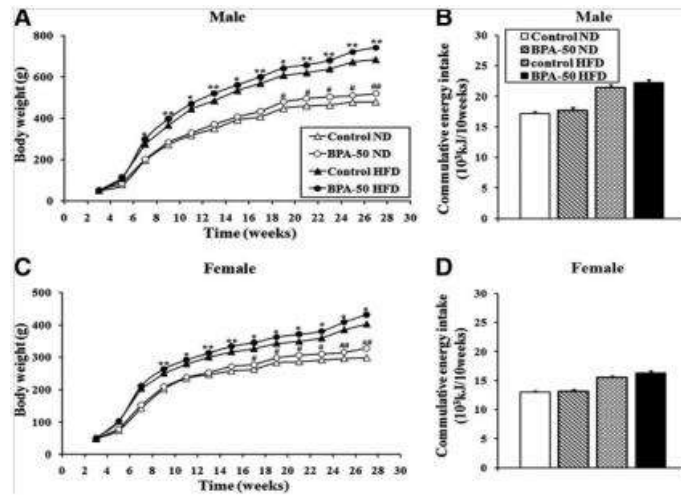 A
Male
Body weight (g)
800
600
400
200
0
0 2 4 6 8 10 12 14 16 18 20 22 24 26 28 30
Time (weeks)
Control ND
BPA-50 ND
Control HFD
BPA-50 HFD
B
Male
Commulative energy intake
(10³kJ/10weeks)
30
25
20
15
10
5
0
Control ND
BPA-50 ND
control HFD
BPA-50 HFD
C
Female
Body weight (g)
500
400
300
200
100
0
0 2 4 6 8 10 12 14 16 18 20 22 24 26 28 30
Time (weeks)
D
Female
Commulative energy intake
(10³kJ/10weeks)
30
25
20
15
10
5
0